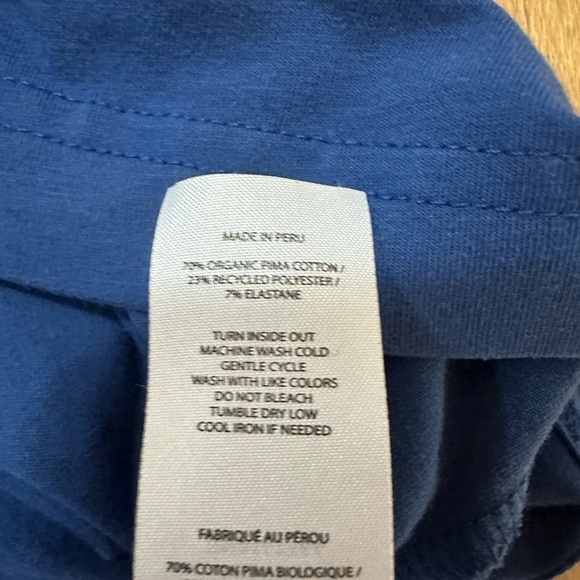 MADE IN PERU
70% ORGANIC PIMA COTTON /
23% RECYCLED POLYESTER /
7% ELASTANE
TURN INSIDE OUT
MACHINE WASH COLD
GENTLE CYCLE
WASH WITH LIKE COLORS
DO NOT BLEACH
TUMBLE DRY LOW
COOL IRON IF NEEDED
FABRIQUÉ AU PÉROU
70% COTON PIMA BIOLOGIQUE /